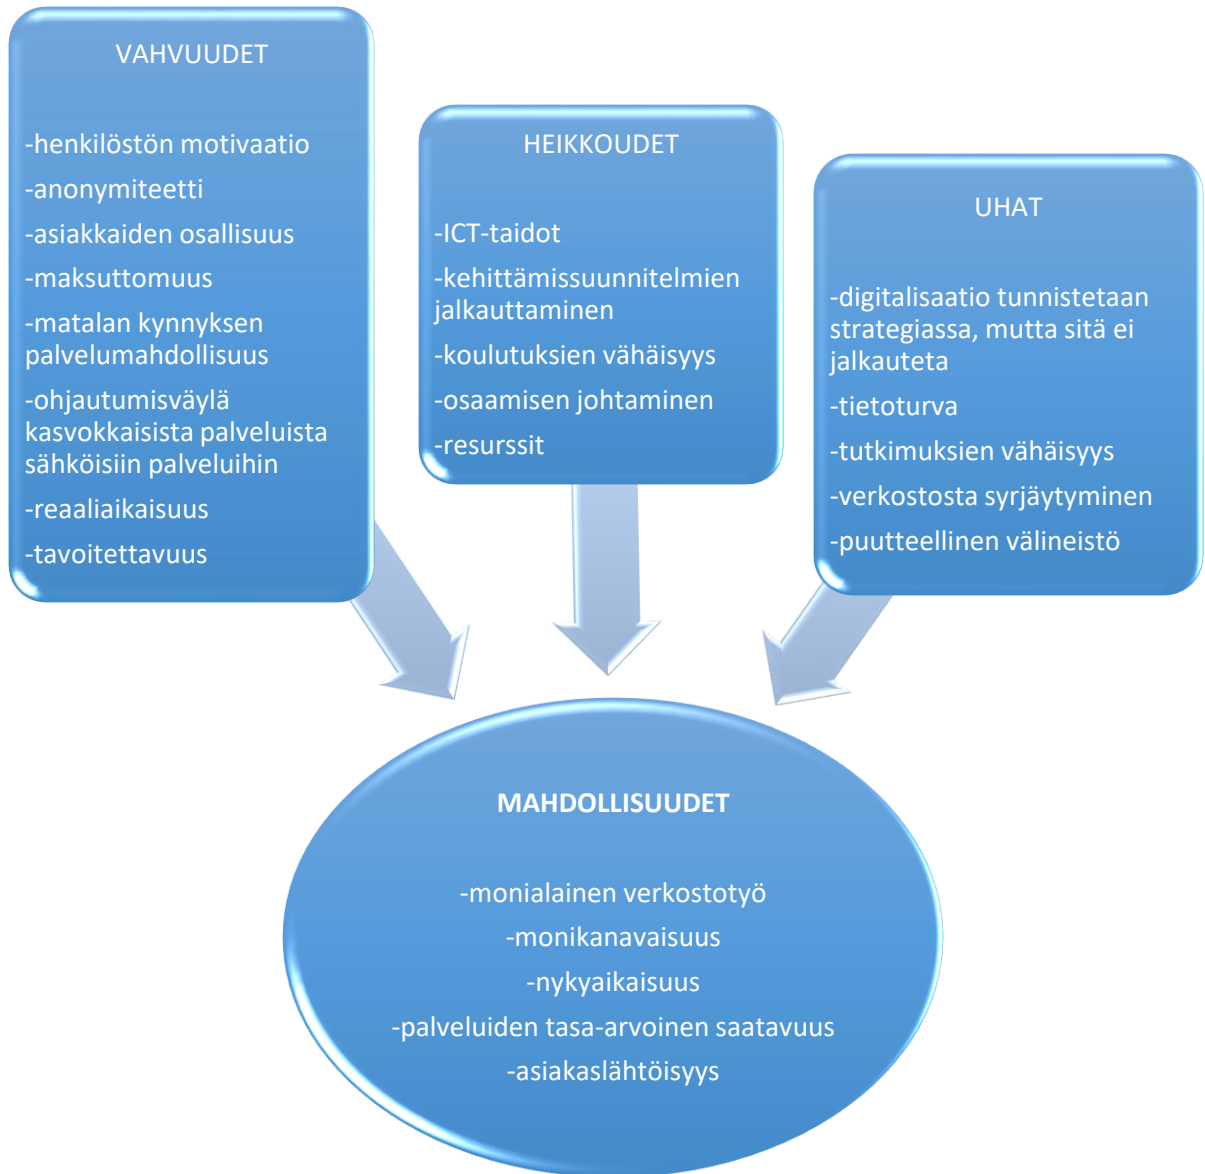 VAHVUUDET
-henkilöstön motivaatio
-anonymiteetti
-asiakkaiden osallisuus
-maksuttomuus
-matalan kynnyksen
palvelumahdollisuus
-ohjautumisväylä
kasvokkaisista palveluista
sähköisiin palveluihin
-reaaliaikaisuus
-tavoitettavuus
HEIKKOUDET
-ICT-taidot
-kehittämissuunnitelmien
jalkauttaminen
-koulutuksien vähäisyys
-osaamisen johtaminen
-resurssit
UHAT
-digitalisaatio tunnistetaan
strategiassa, mutta sitä ei
jalkauteta
-tietoturva
-tutkimuksien vähäisyys
-verkostosta syrjäytyminen
-puutteellinen välineistö
MAHDOLLISUUDET
-monialainen verkostotyö
-monikanavaisuus
-nykyaikaisuus
-palveluiden tasa-arvoinen saatavuus
-asiakaslähtöisyys